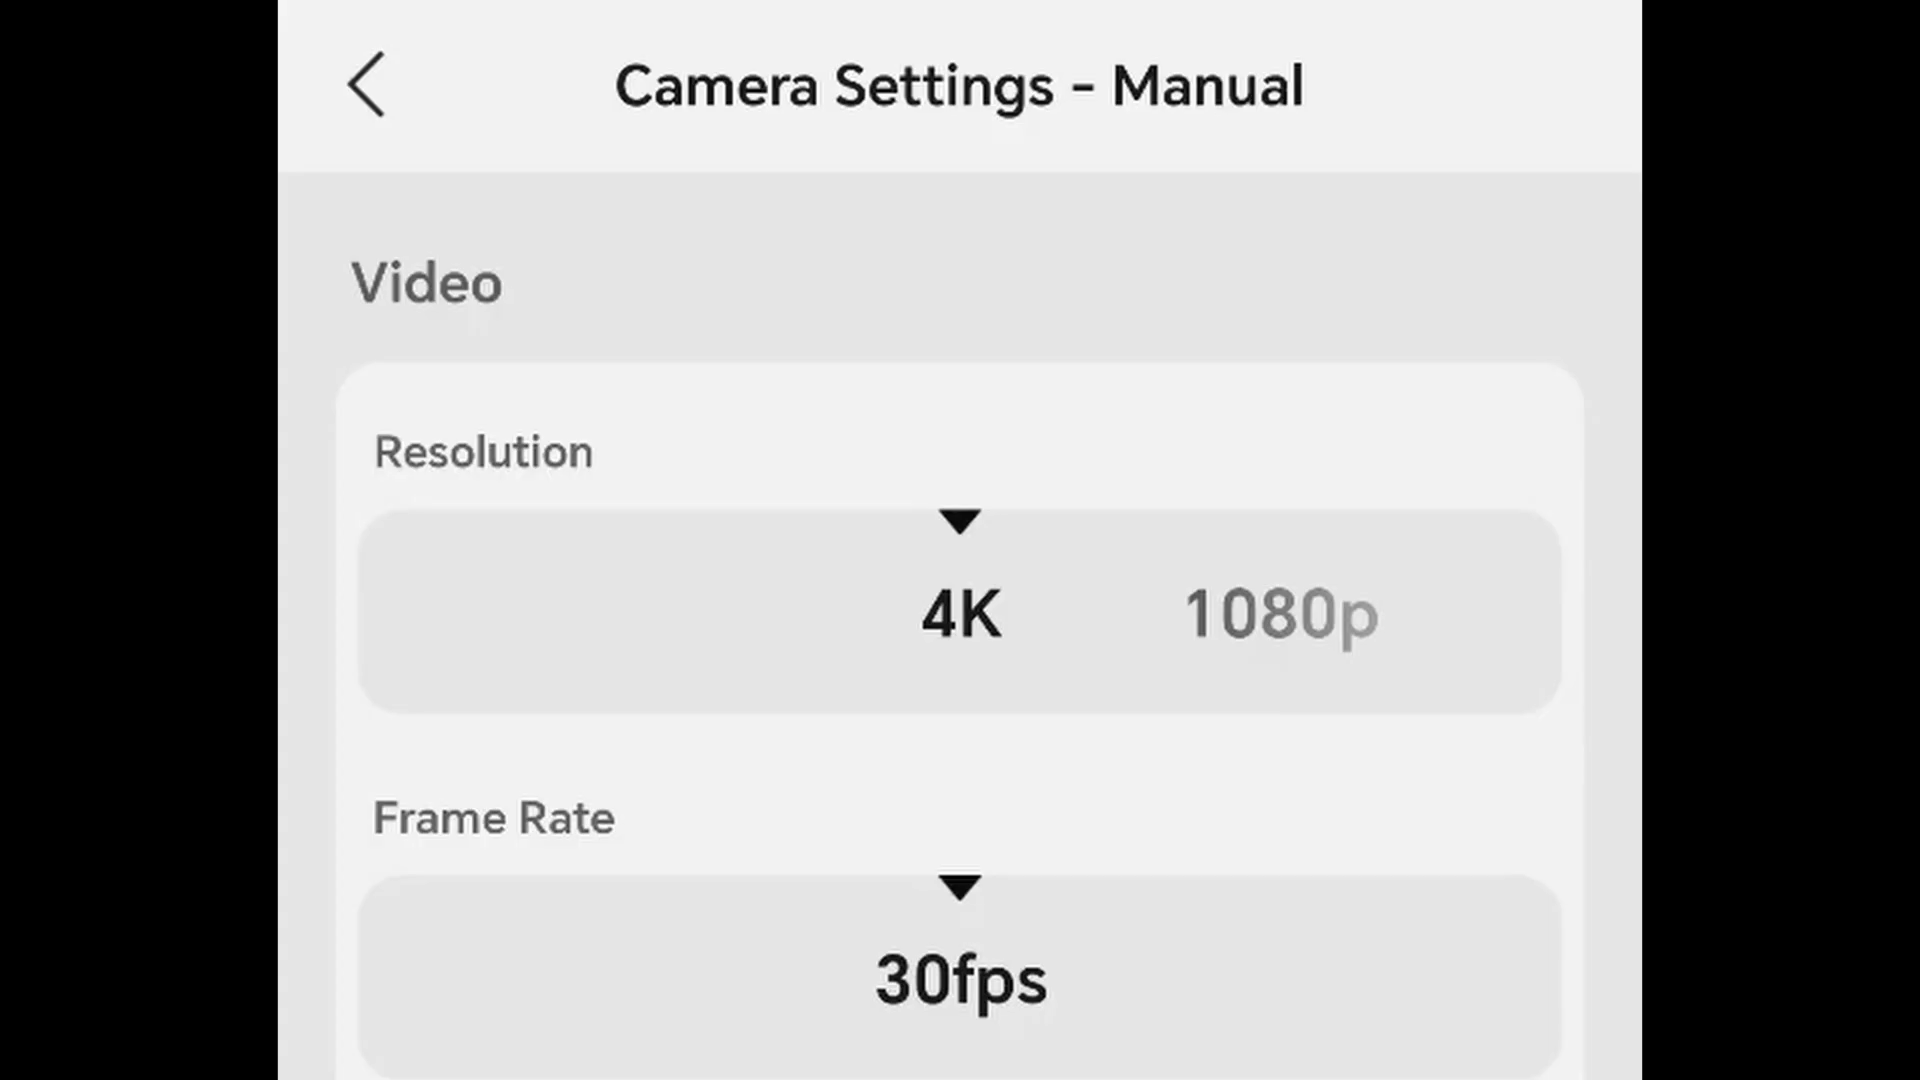 Camera Settings - Manual
Video
Resolution
4K 1080p
Frame Rate
30fps